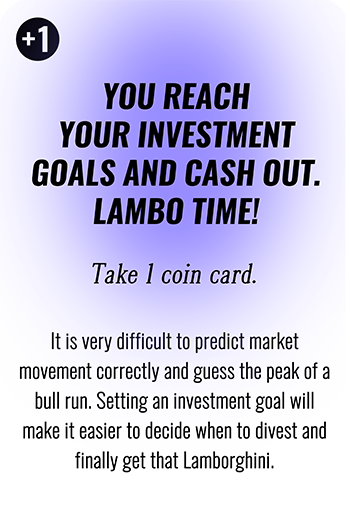 +1
YOU REACH
YOUR INVESTMENT
GOALS AND CASH OUT.
LAMBO TIME!
Take 1 coin card.
It is very difficult to predict market
movement correctly and guess the peak of a
bull run. Setting an investment goal will
make it easier to decide when to divest and
finally get that Lamborghini.